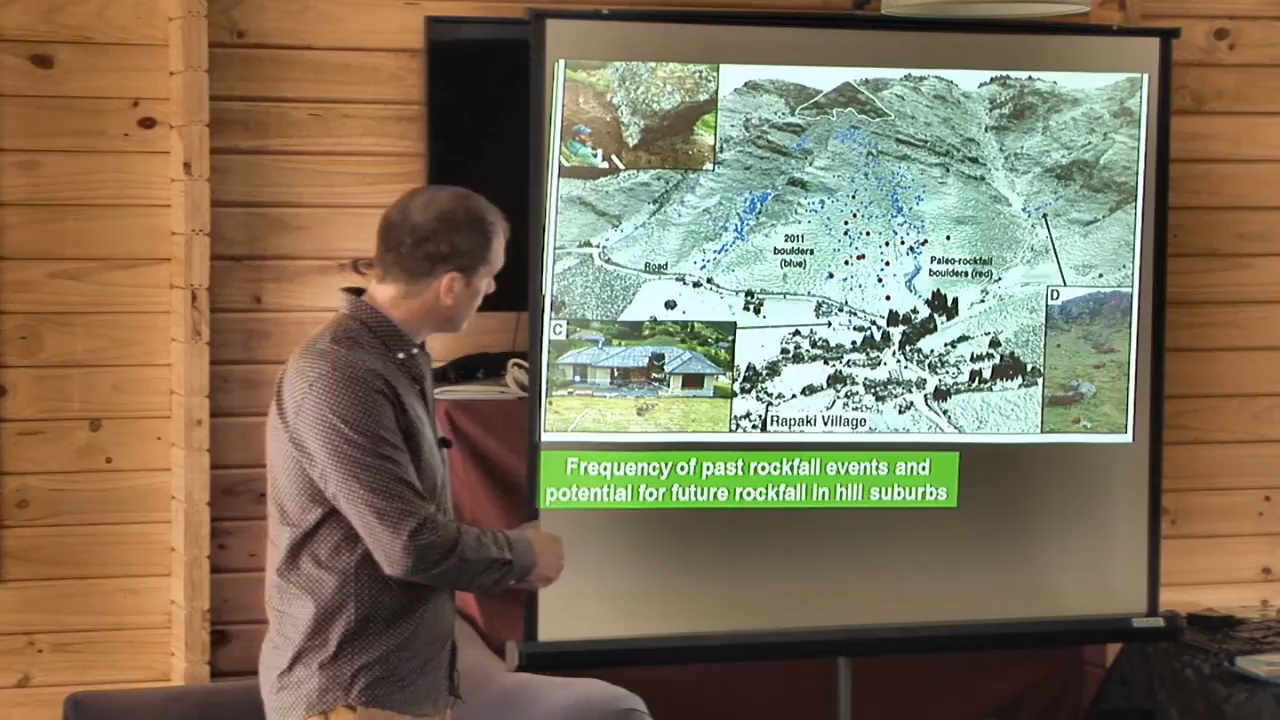 2011
boulders
(blue)
Paleo-rockfall
boulders (red)
Road
D
C
Rapaki Village
Frequency of past rockfall events and
potential for future rockfall in hill suburbs